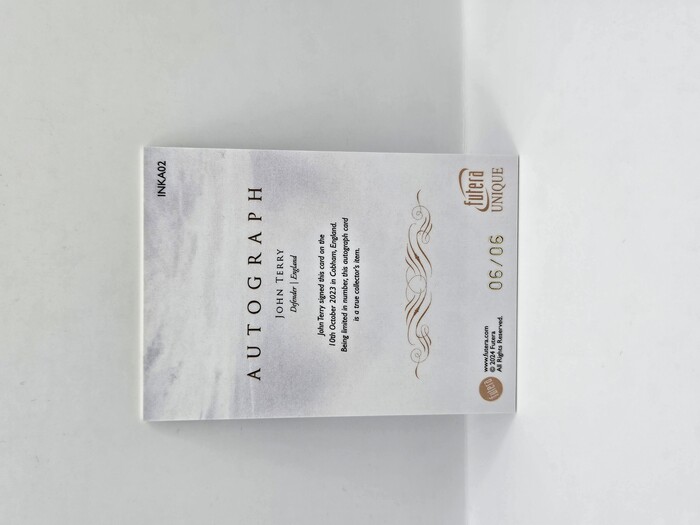 INKA02
AUTOGRAPH
JOHN TERRY
Defender | England
John Terry signed this card on the
10th October 2023 in Cobham, England.
Being limited in number, this autograph card
is a true collector's item.
futera
www.futera.com
© 2024 Futera
All Rights Reserved.
06/06
futera
UNIQUE